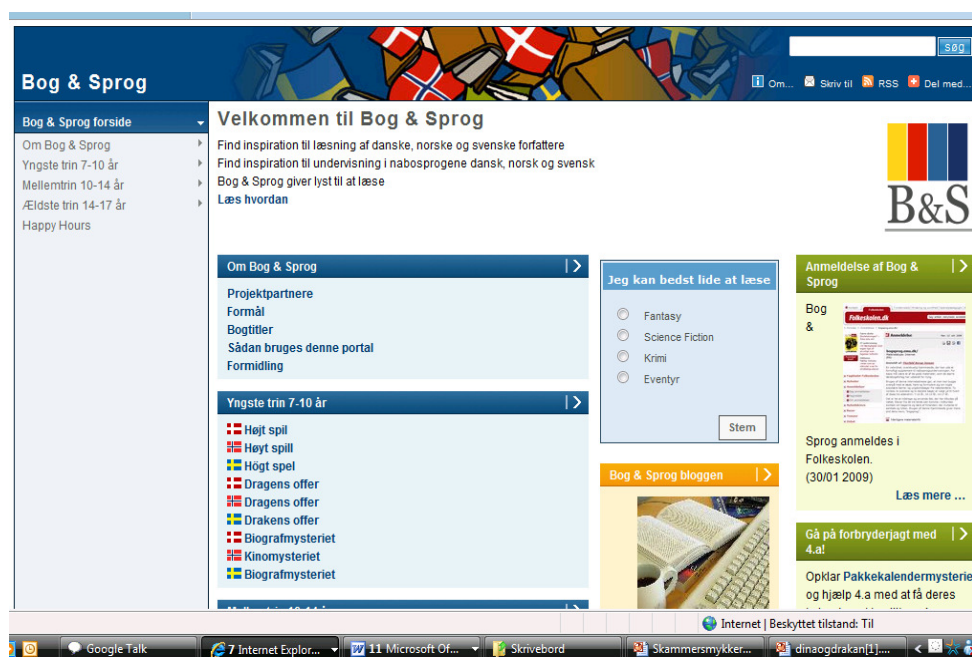 søg
Bog & Sprog
Om...
Skriv til
RSS
Del med...
Bog & Sprog forside
Om Bog & Sprog
Yngste trin 7-10 år
Mellemtrin 10-14 år
Ældste trin 14-17 år
Happy Hours
Velkommen til Bog & Sprog
Find inspiration til læsning af danske, norske og svenske forfattere
Find inspiration til undervisning i nabosprogene dansk, norsk og svensk
Bog & Sprog giver lyst til at læse
Læs hvordan
B&S
Om Bog & Sprog
Projektpartnere
Formål
Bogtitler
Sådan bruges denne portal
Formidling
Yngste trin 7-10 år
Højt spil
Høyt spill
Högt spel
Dragens offer
Dragens offer
Drakens offer
Biografmysteriet
Kinomysteriet
Biografmysteriet
Jeg kan bedst lide at læse
Fantasy
Science Fiction
Krimi
Eventyr
Stem
Bog & Sprog bloggen
Anmeldelse af Bog &
Sprog
Bog
&
Folkeskolen.dk
Sprog anmeldes i
Folkeskolen.
(30/01 2009)
Læs mere ...
Gå på forbryderjagt med
4.a!
Opklar Pakkekalendermysterie
og hjælp 4.a med at få deres
Internet | Beskyttet tilstand: Til
Google Talk
7 Internet Explor...
11 Microsoft Of...
Skrivebord
Skammersmykker...
dinaogdrakan[1]....